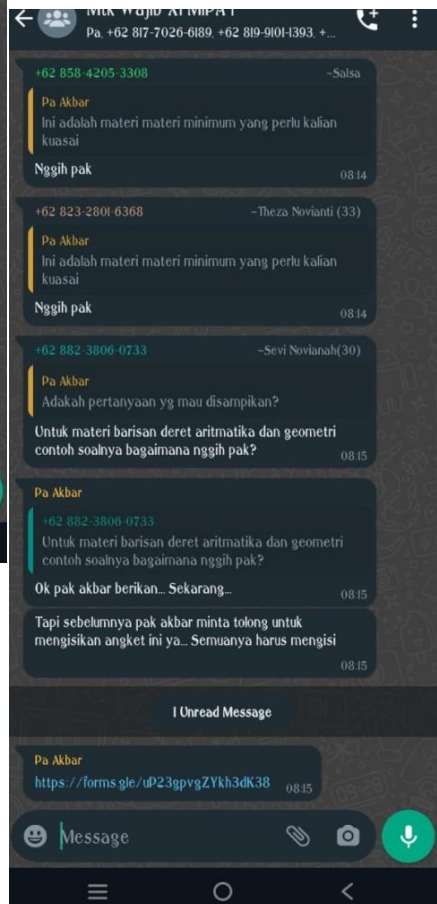 Mtk Wajib XI MIPA 1
Pa, +62 817-7026-6189, +62 819-9101-1393, +...
+62 858-4205-3308 ~Salsa
Pa Akbar
Ini adalah materi materi minimum yang perlu kalian
kuasai
Nggih pak 08.14
+62 823-2801-6368 ~Theza Novianti (33)
Pa Akbar
Ini adalah materi materi minimum yang perlu kalian
kuasai
Nggih pak 08.14
+62 882-3806-0733 ~Sevi Novianah(30)
Pa Akbar
Adakah pertanyaan yg mau disampikan?
Untuk materi barisan deret aritmatika dan geometri
contoh soalnya bagaimana nggih pak? 08.15
Pa Akbar
+62 882-3806-0733
Untuk materi barisan deret aritmatika dan geometri
contoh soalnya bagaimana nggih pak?
Ok pak akbar berikan... Sekarang... 08.15
Tapi sebelumnya pak akbar minta tolong untuk
mengisikan angket ini ya... Semuanya harus mengisi
08.15
1 Unread Message
Pa Akbar
https://forms.gle/uP23gpvgZYkh3dK38 08.15
Message